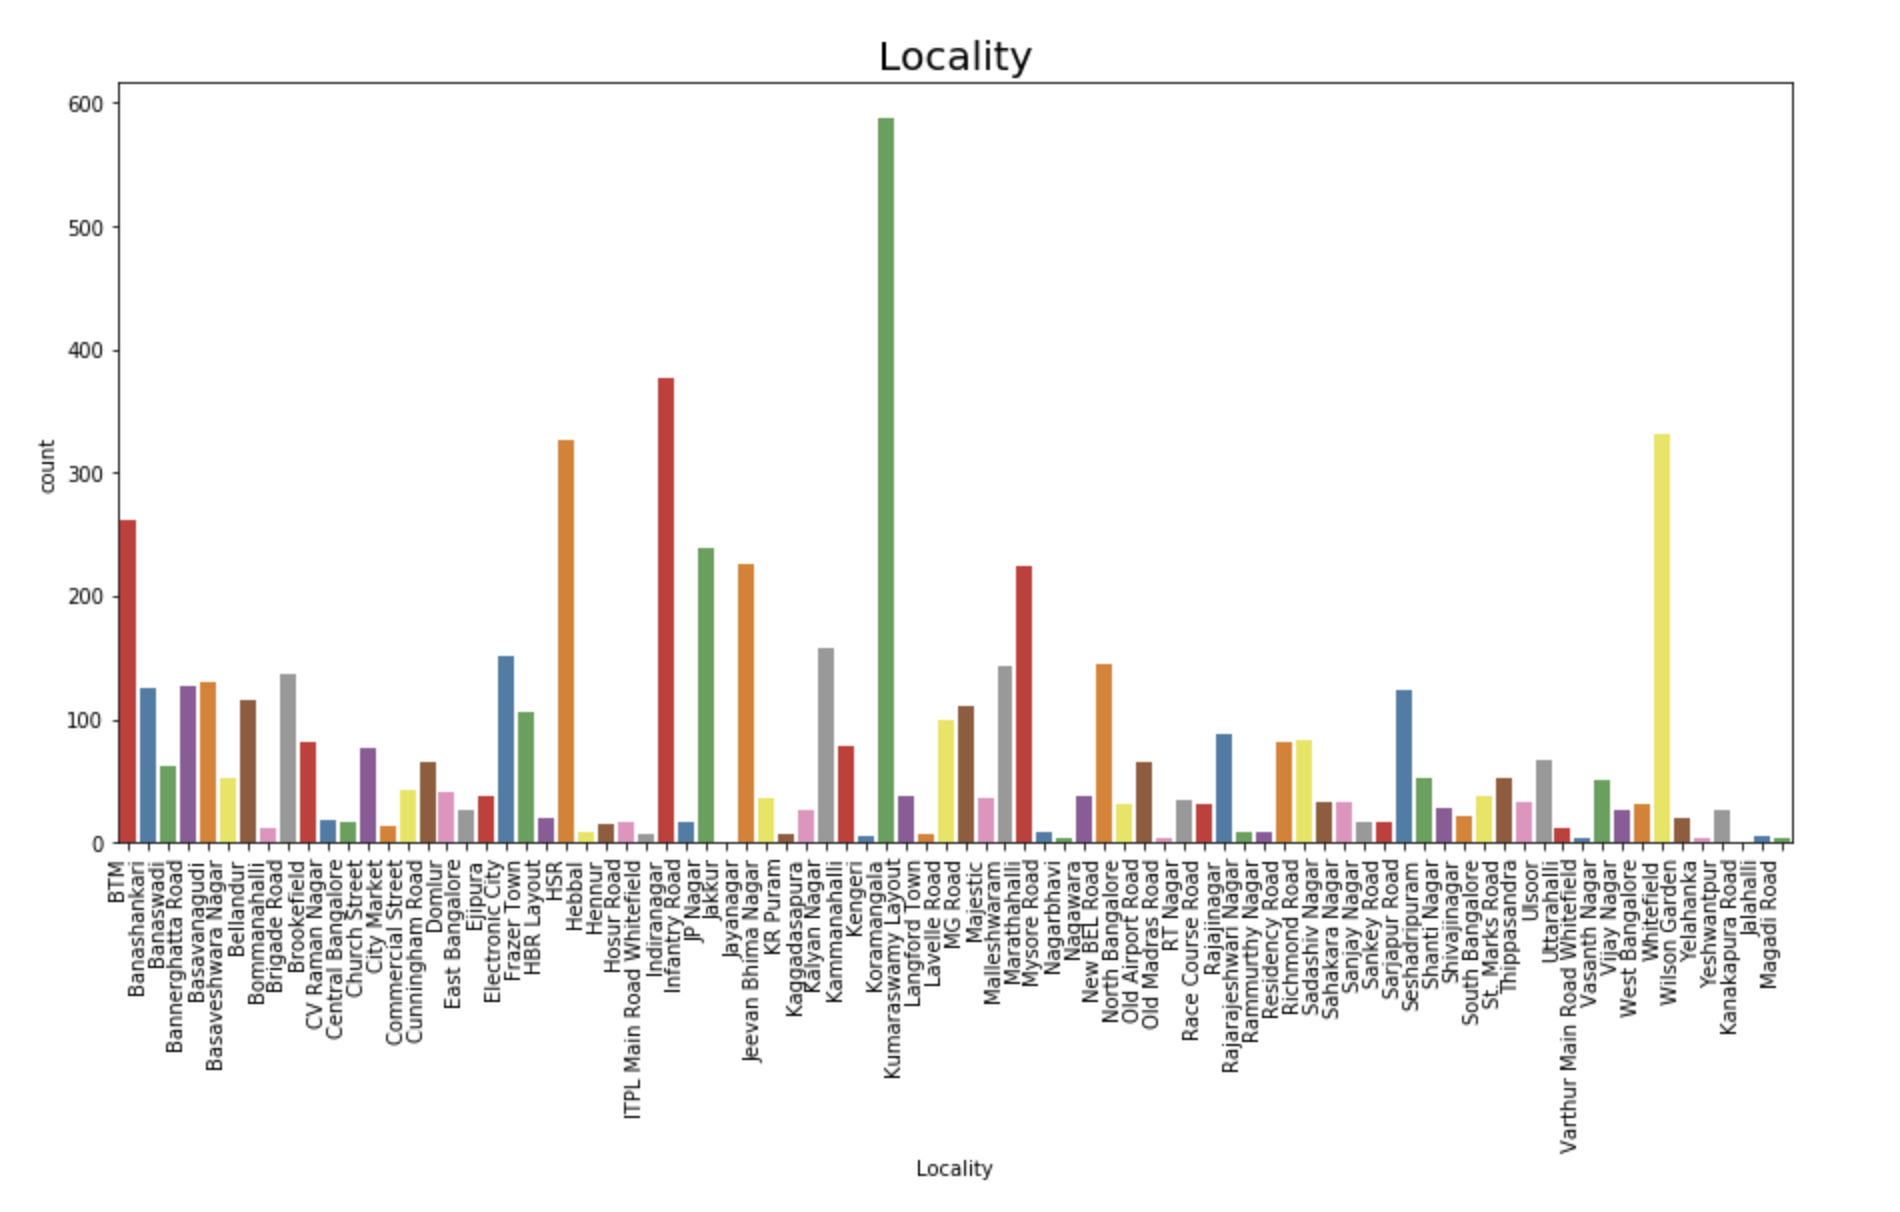 Locality
600
500
400
300
200
100
0
count
BTM
Banashankari
Banaswadi
Bannerghatta Road
Basavanagudi
Basaveshwara Nagar
Bellandur
Bommanahalli
Brigade Road
Brookefield
CV Raman Nagar
Central Bangalore
Church Street
City Market
Commercial Street
Cunningham Road
Domlur
East Bangalore
Ejipura
Electronic City
Frazer Town
HBR Layout
HSR
Hebbal
Hennur
Hosur Road
ITPL Main Road Whitefield
Indiranagar
Infantry Road
JP Nagar
Jakkur
Jayanagar
Jeevan Bhima Nagar
KR Puram
Kaggadasapura
Kalyan Nagar
Kammanahalli
Kengeri
Koramangala
Kumaraswamy Layout
Langford Town
Lavelle Road
MG Road
Majestic
Malleshwaram
Marathahalli
Mysore Road
Nagarbhavi
Nagawara
New BEL Road
North Bangalore
Old Airport Road
Old Madras Road
RT Nagar
Race Course Road
Rajajinagar
Rajarajeshwari Nagar
Rammurthy Nagar
Residency Road
Richmond Road
Sadashiv Nagar
Sahakara Nagar
Sanjay Nagar
Sankey Road
Sarjapur Road
Seshadripuram
Shanti Nagar
Shivajinagar
South Bangalore
St. Marks Road
Thippasandra
Ulsoor
Uttarahalli
Varthur Main Road Whitefield
Vasanth Nagar
Vijay Nagar
West Bangalore
Whitefield
Wilson Garden
Yelahanka
Yeshwantpur
Kanakapura Road
Jalahalli
Magadi Road
Locality